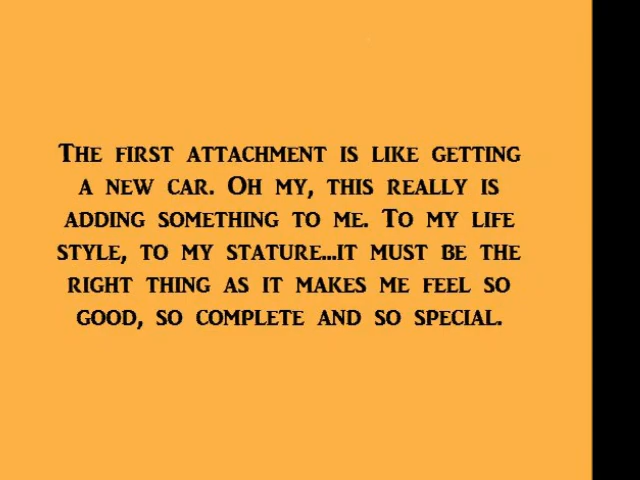 The first attachment is like getting
a new car. Oh my, this really is
adding something to me. To my life
style, to my stature...it must be the
right thing as it makes me feel so
good, so complete and so special.